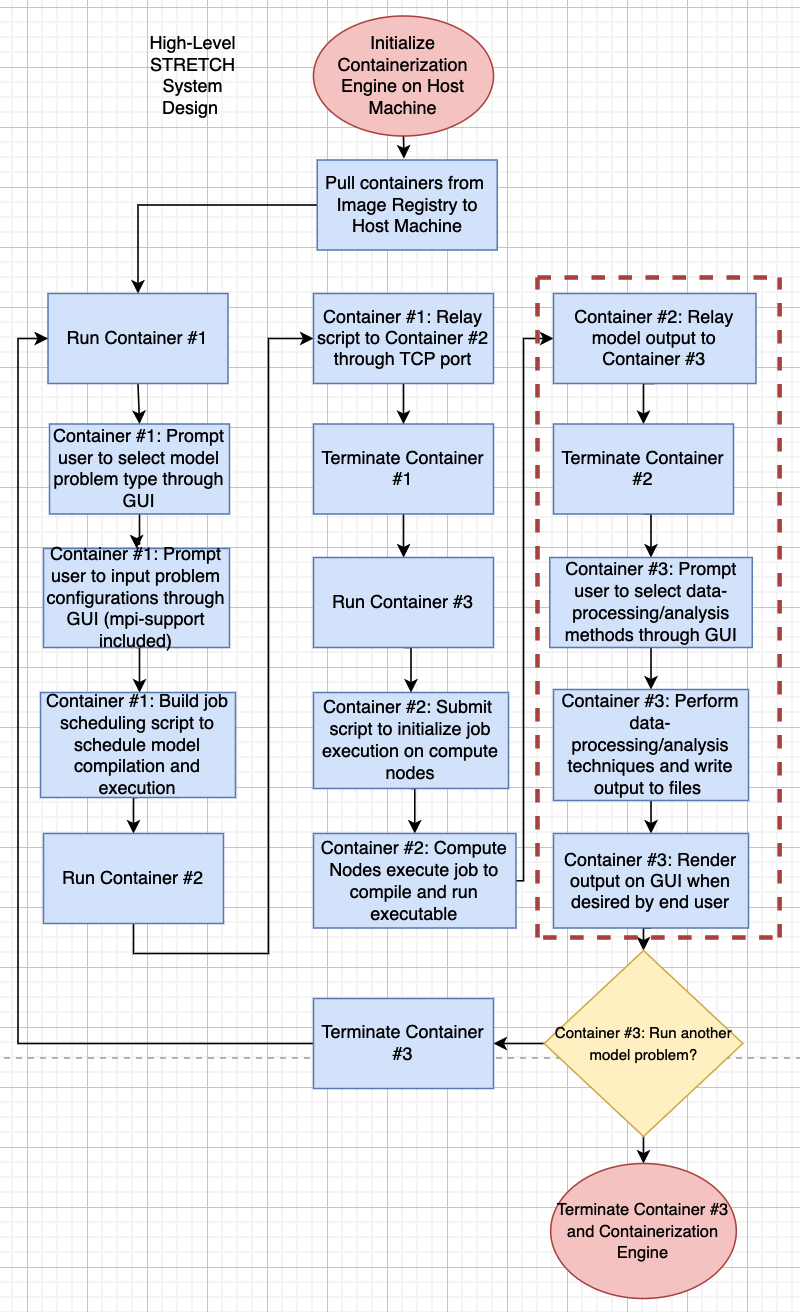 High-Level
STRETCH
System
Design
Initialize
Containerization
Engine on Host
Machine
Pull containers from
Image Registry to
Host Machine
Run Container #1
Container #1: Prompt
user to select model
problem type through
GUI
Container #1: Prompt
user to input problem
configurations through
GUI (mpi-support
included)
Container #1: Build job
scheduling script to
schedule model
compilation and
execution
Run Container #2
Container #1: Relay
script to Container #2
through TCP port
Terminate Container
#1
Run Container #3
Container #2: Submit
script to initialize job
execution on compute
nodes
Container #2: Compute
Nodes execute job to
compile and run
executable
Container #2: Relay
model output to
Container #3
Terminate Container
#2
Container #3: Prompt
user to select data-
processing/analysis
methods through GUI
Container #3: Perform
data-
processing/analysis
techniques and write
output to files
Container #3: Render
output on GUI when
desired by end user
Container #3: Run another
model problem?
Terminate Container
#3
Terminate Container #3
and Containerization
Engine